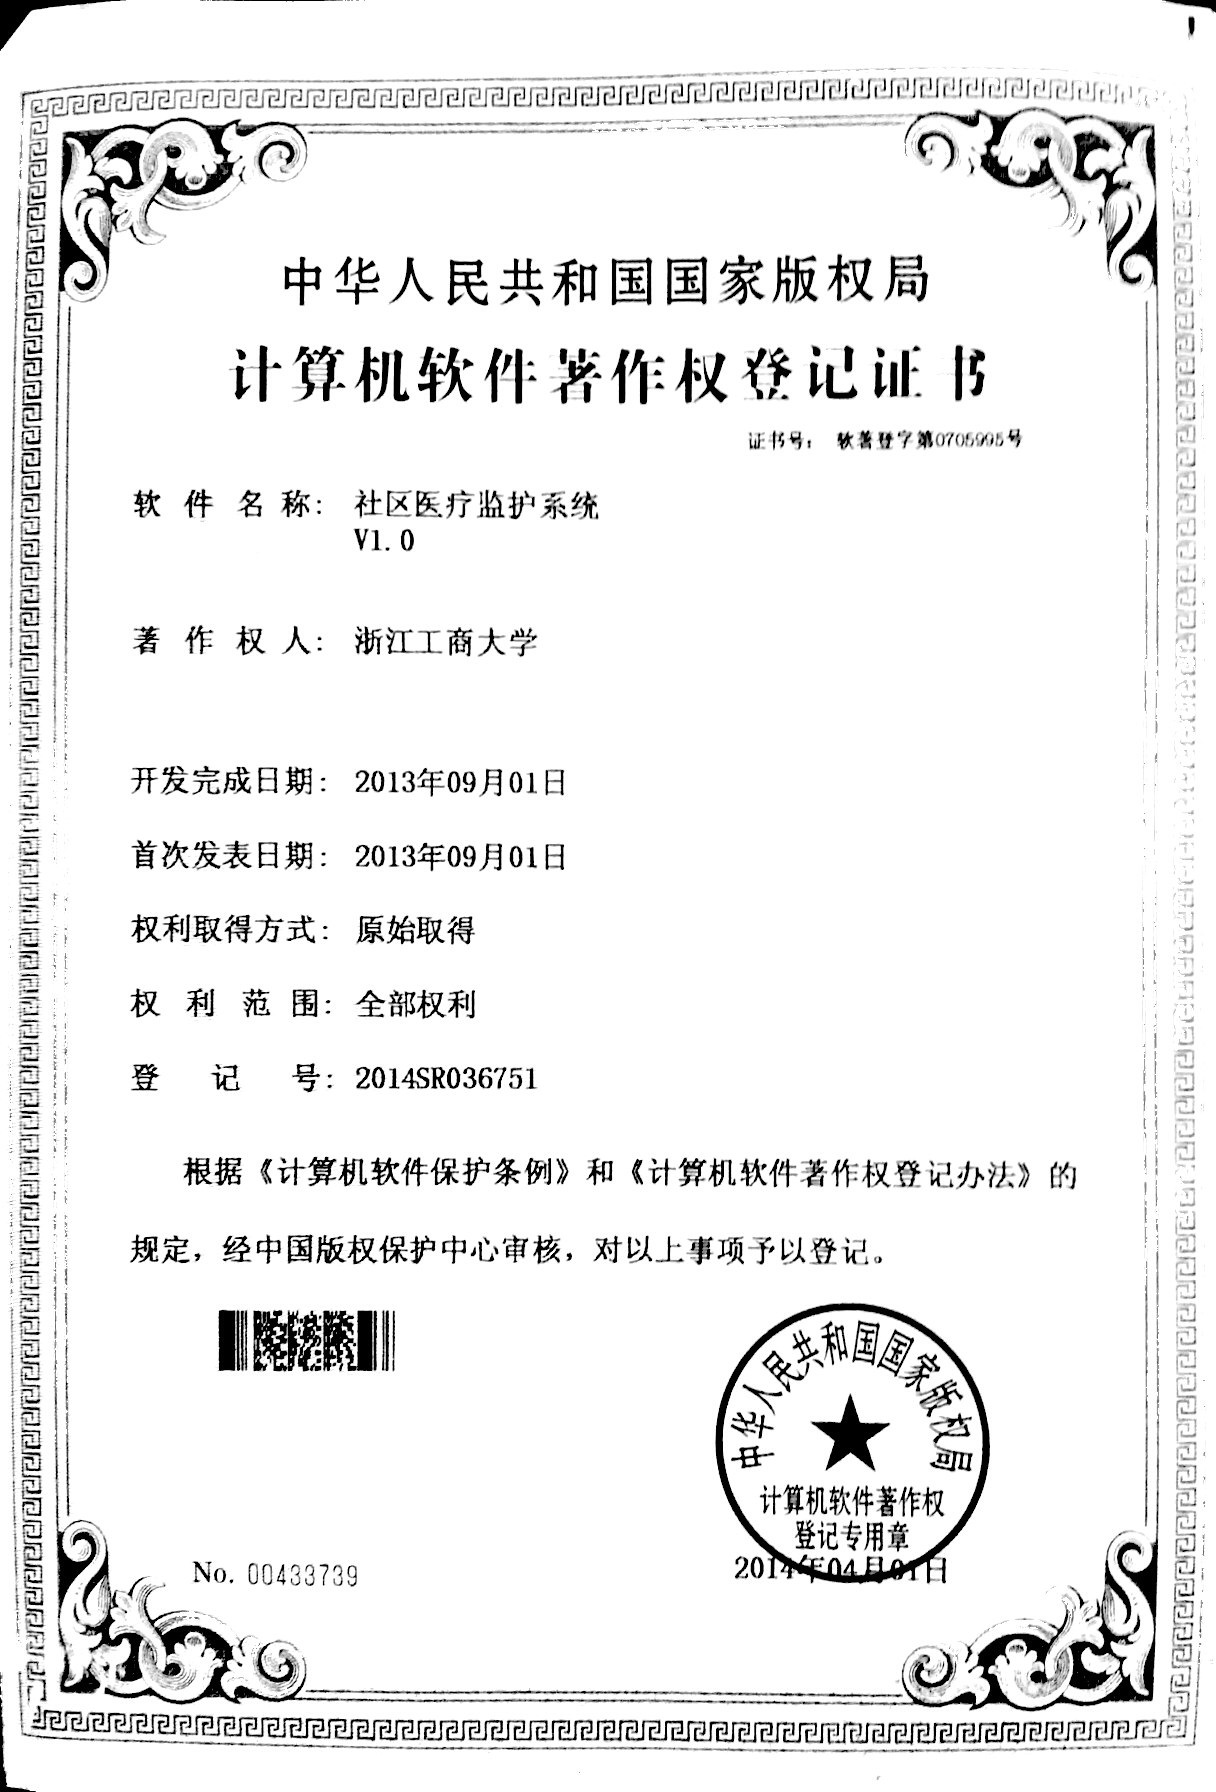 中华人民共和国国家版权局
计算机软件著作权登记证书
证书号： 软著登字第0705995号
软件名称： 社区医疗监护系统
V1.0
著作权人： 浙江工商大学
开发完成日期： 2013年09月01日
首次发表日期： 2013年09月01日
权利取得方式： 原始取得
权利范围： 全部权利
登记号： 2014SR036751
根据《计算机软件保护条例》和《计算机软件著作权登记办法》的
规定，经中国版权保护中心审核，对以上事项予以登记。
中华人民共和国国家版权局
计算机软件著作权
登记专用章
2014年04月01日
No. 00433739